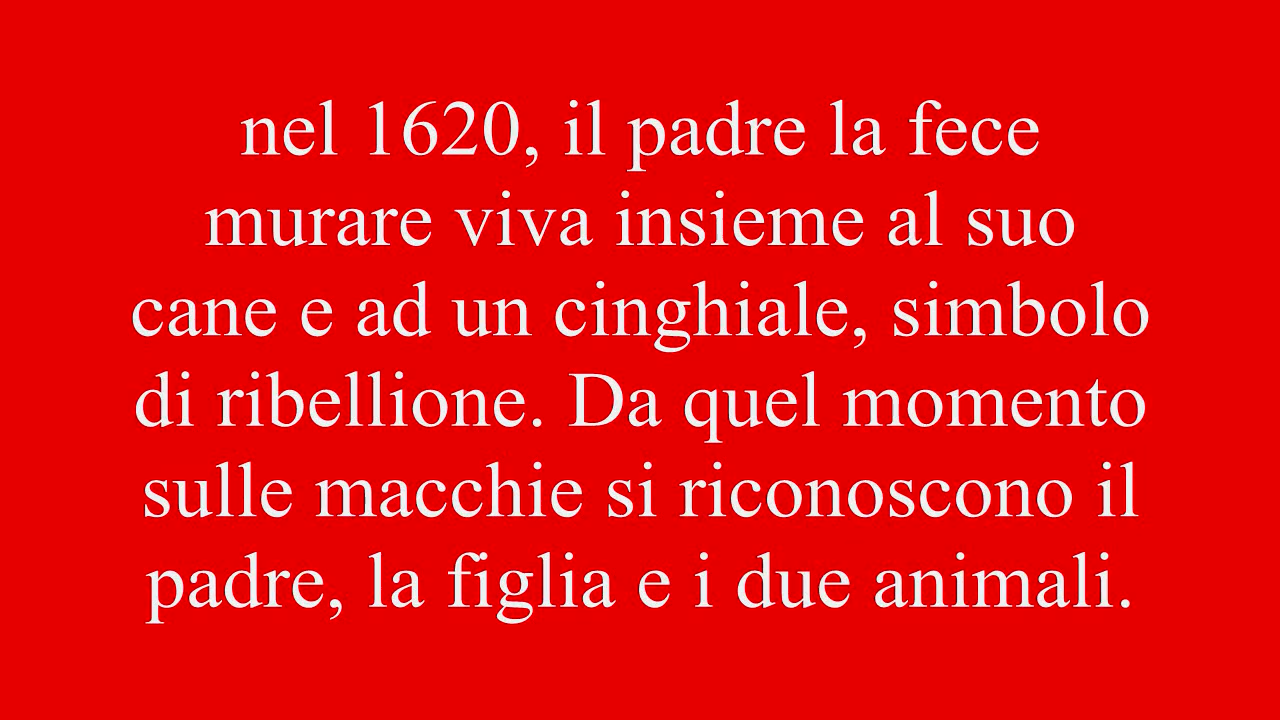 nel 1620, il padre la fece
murare viva insieme al suo
cane e ad un cinghiale, simbolo
di ribellione. Da quel momento
sulle macchie si riconoscono il
padre, la figlia e i due animali.